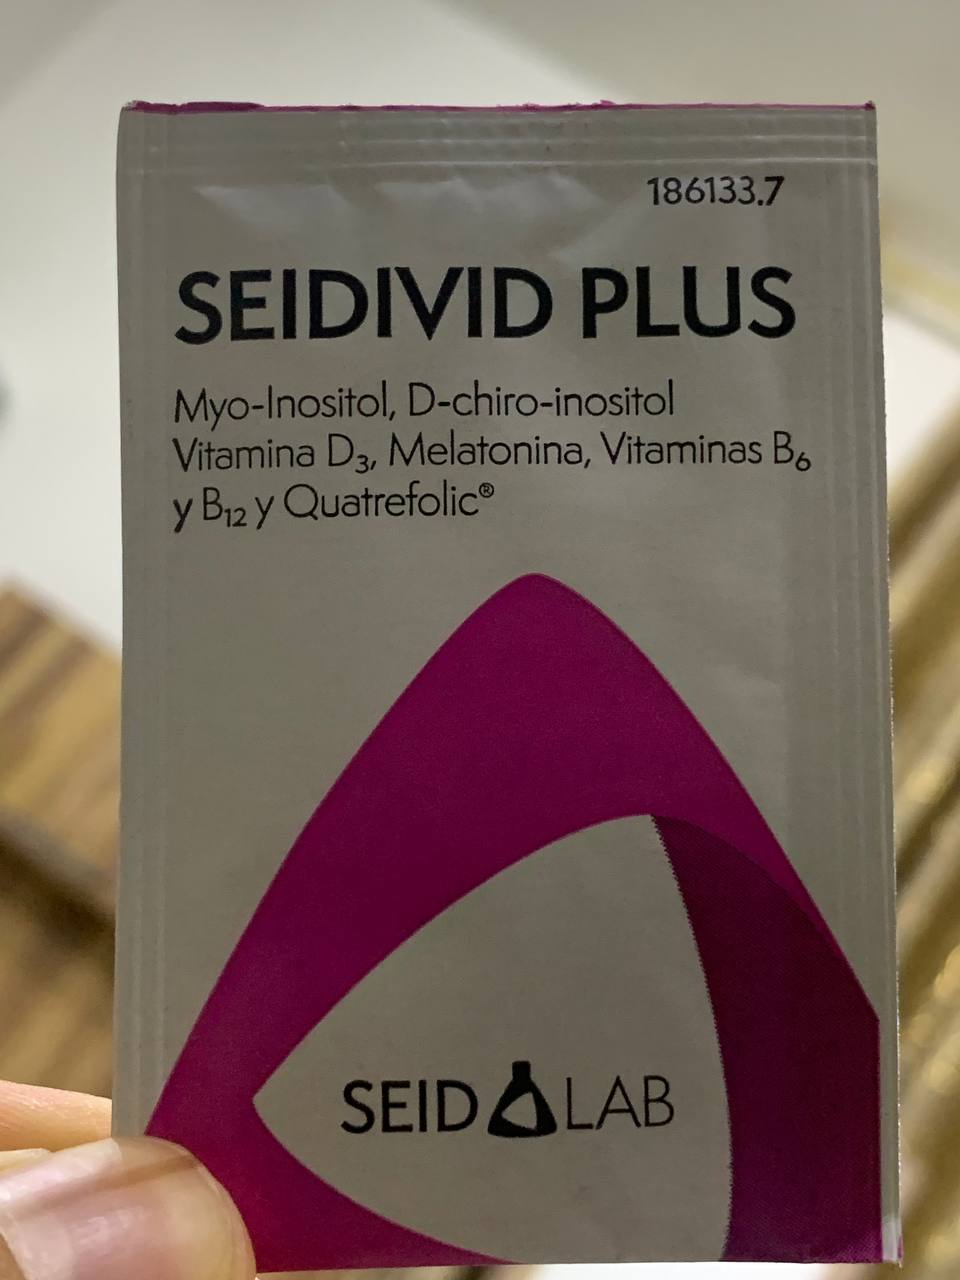 186133.7
SEIDIVID PLUS
Myo-Inositol, D-chiro-inositol
Vitamina D₃, Melatonina, Vitaminas B₆
y B₁₂ y Quatrefolic®
SEID LAB